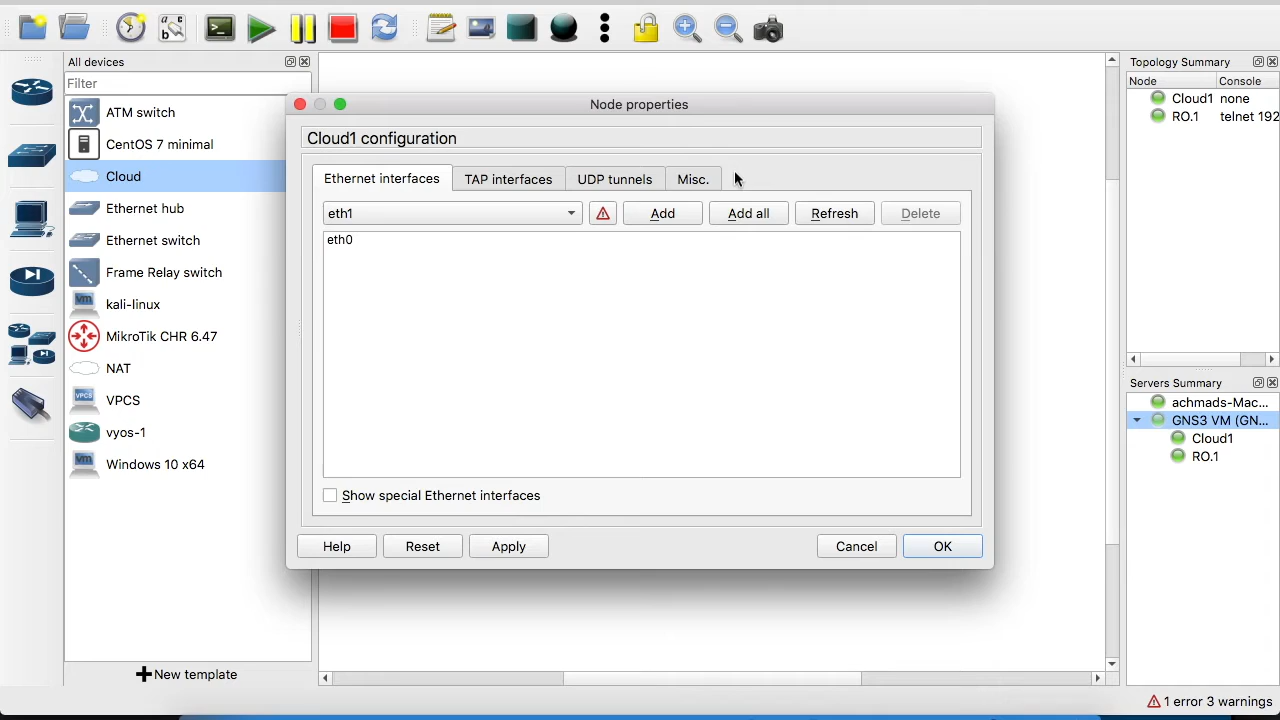 All devices
Filter
ATM switch
CentOS 7 minimal
Cloud
Ethernet hub
Ethernet switch
Frame Relay switch
kali-linux
MikroTik CHR 6.47
NAT
VPCS
vyos-1
Windows 10 x64
New template
Node properties
Cloud1 configuration
Ethernet interfaces
TAP interfaces
UDP tunnels
Misc.
eth1
Add
Add all
Refresh
Delete
eth0
Show special Ethernet interfaces
Help
Reset
Apply
Cancel
OK
Topology Summary
Node Console
Cloud1 none
RO.1 telnet 192
Servers Summary
achmads-Mac...
GNS3 VM (GN...
Cloud1
RO.1
1 error 3 warnings